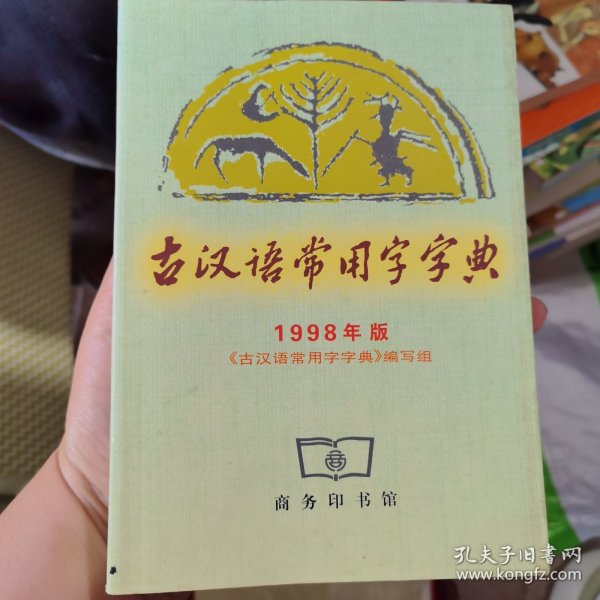 古汉语常用字字典
1998年版
《古汉语常用字字典》编写组
商
商务印书馆
孔夫子旧书网
www.kongfz.com